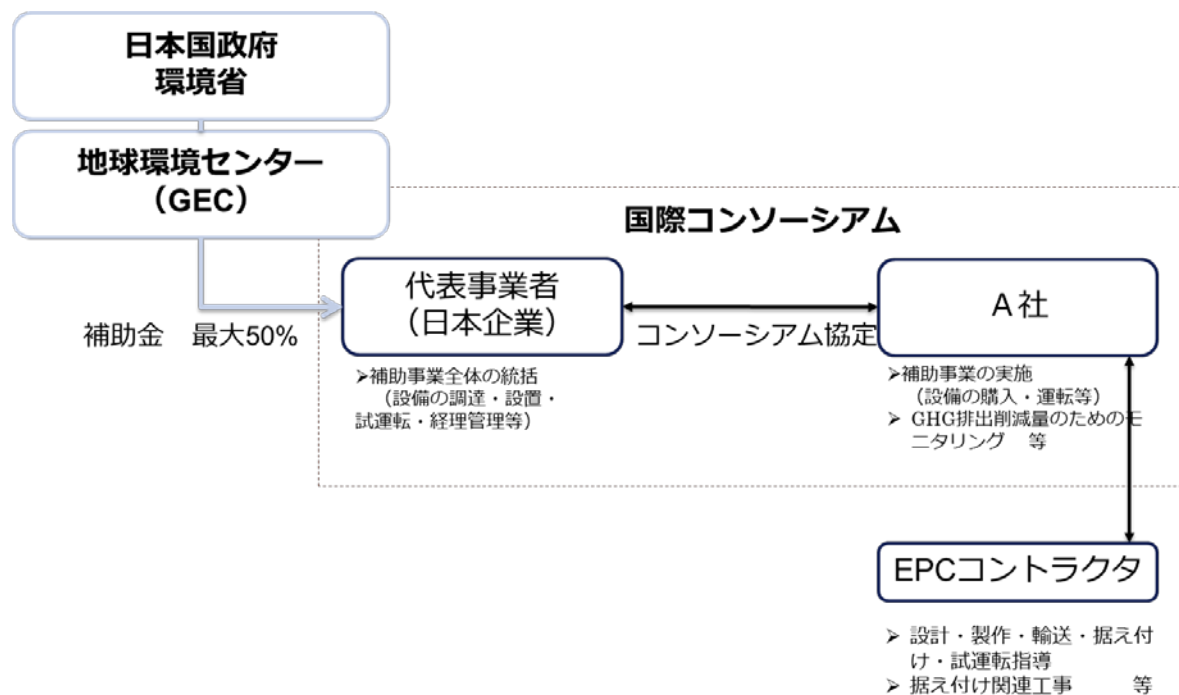 日本国政府
環境省
地球環境センター
（GEC）
国際コンソーシアム
代表事業者
（日本企業）
A社
補助金　最大50%
コンソーシアム協定
➢補助事業全体の統括
（設備の調達・設置・
試運転・経理管理等）
➢補助事業の実施
（設備の購入・運転等）
➢ GHG排出削減量のためのモ
ニタリング　等
EPCコントラクタ
➢ 設計・製作・輸送・据え付
け・試運転指導
➢ 据え付け関連工事　　等